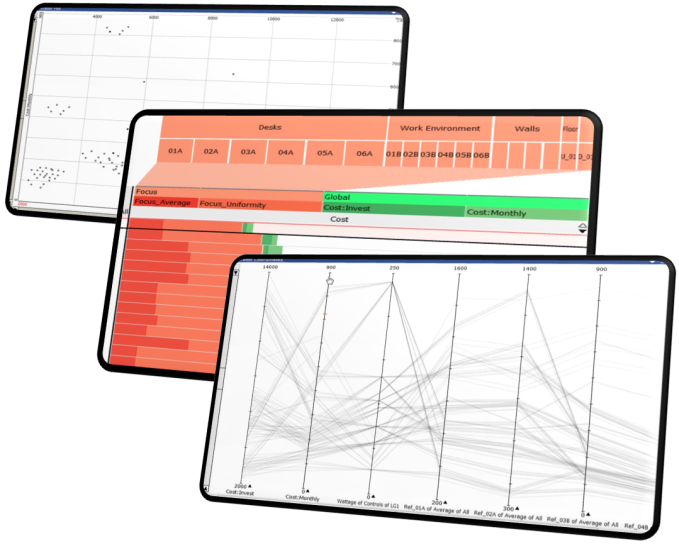 4000 6000 8000 10000 12000
Desks Work Environment Walls Floor
01A 02A 03A 04A 05A 06A 01B 02B 03B 04B 05B 06B
Focus Global
Focus_Average Focus_Uniformity Cost:Invest Cost:Monthly
Cost
14000 900 250 1600 1400 900
2000 0 0 200 300 0
Cost:Invest Cost:Monthly Wattage of Controls of LG1 Ref_01A of Average of All Ref_02A of Average of All Ref_03B of Average of All Ref_04B